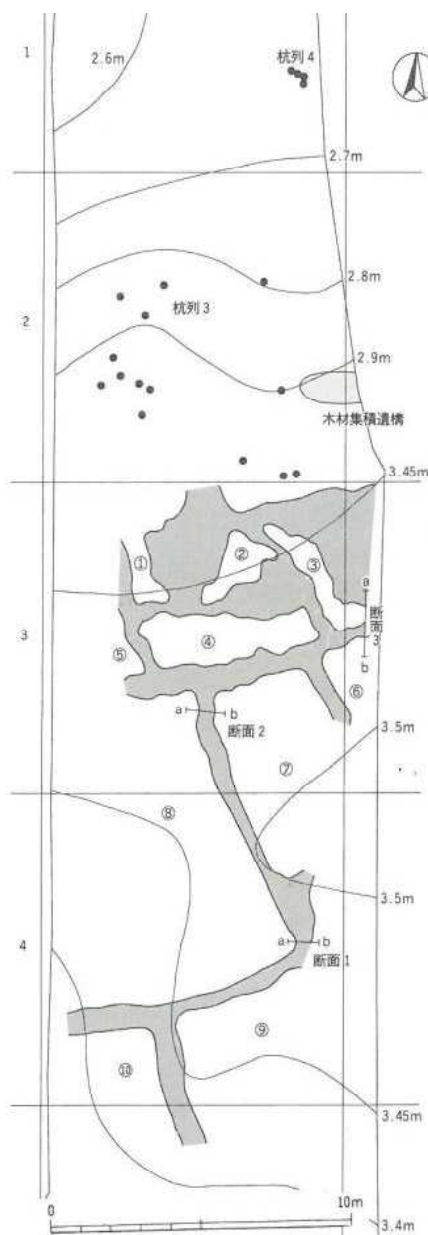 1
2.6m
杭列4
2.7m
2.8m
2
杭列3
2.9m
木材集積遺構
3.45m
①
②
③
a
断面3
b
3
④
⑤
⑥
a
b
断面2
3.5m
⑦
⑧
3.5m
4
a
b
断面1
⑨
⑩
3.45m
0
10m
3.4m